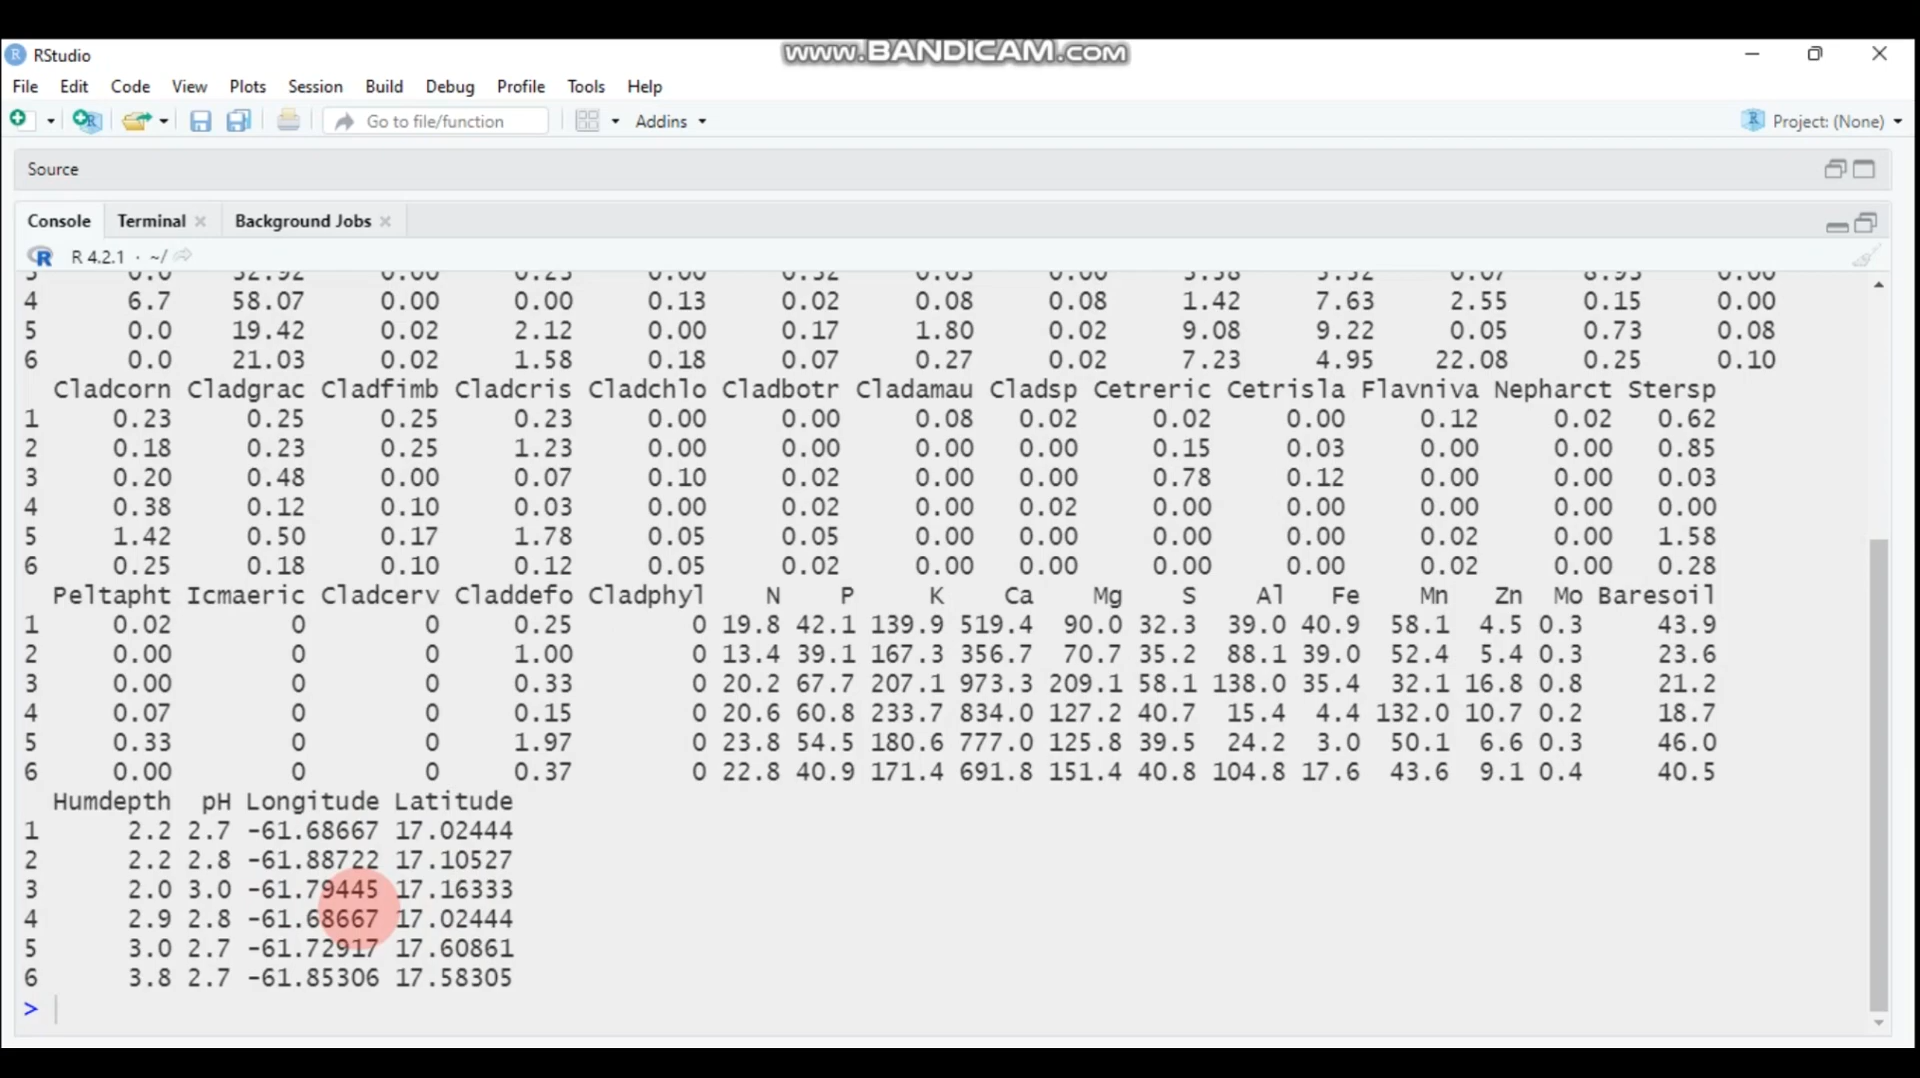 www.BANDICAM.com
RStudio
File Edit Code View Plots Session Build Debug Profile Tools Help
Go to file/function Addins Project: (None)
Source
Console Terminal Background Jobs
R 4.2.1 · ~/
3 0.0 32.92 0.00 0.23 0.00 0.32 0.03 0.00 3.38 3.32 0.07 8.93 0.00
4 6.7 58.07 0.00 0.00 0.13 0.02 0.08 0.08 1.42 7.63 2.55 0.15 0.00
5 0.0 19.42 0.02 2.12 0.00 0.17 1.80 0.02 9.08 9.22 0.05 0.73 0.08
6 0.0 21.03 0.02 1.58 0.18 0.07 0.27 0.02 7.23 4.95 22.08 0.25 0.10
Cladcorn Cladgrac Cladfimb Cladcris Cladchlo Cladbotr Cladamau Cladsp Cetreric Cetrisla Flavniva Nepharct Stersp
1 0.23 0.25 0.25 0.23 0.00 0.00 0.08 0.02 0.02 0.00 0.12 0.02 0.62
2 0.18 0.23 0.25 1.23 0.00 0.00 0.00 0.00 0.15 0.03 0.00 0.00 0.85
3 0.20 0.48 0.00 0.07 0.10 0.02 0.00 0.00 0.78 0.12 0.00 0.00 0.03
4 0.38 0.12 0.10 0.03 0.00 0.02 0.00 0.02 0.00 0.00 0.00 0.00 0.00
5 1.42 0.50 0.17 1.78 0.05 0.05 0.00 0.00 0.00 0.00 0.02 0.00 1.58
6 0.25 0.18 0.10 0.12 0.05 0.02 0.00 0.00 0.00 0.00 0.02 0.00 0.28
Peltapht Icmaeric Cladcerv Claddefo Cladphyl N P K Ca Mg S Al Fe Mn Zn Mo Baresoil
1 0.02 0 0 0.25 0 19.8 42.1 139.9 519.4 90.0 32.3 39.0 40.9 58.1 4.5 0.3 43.9
2 0.00 0 0 1.00 0 13.4 39.1 167.3 356.7 70.7 35.2 88.1 39.0 52.4 5.4 0.3 23.6
3 0.00 0 0 0.33 0 20.2 67.7 207.1 973.3 209.1 58.1 138.0 35.4 32.1 16.8 0.8 21.2
4 0.07 0 0 0.15 0 20.6 60.8 233.7 834.0 127.2 40.7 15.4 4.4 132.0 10.7 0.2 18.7
5 0.33 0 0 1.97 0 23.8 54.5 180.6 777.0 125.8 39.5 24.2 3.0 50.1 6.6 0.3 46.0
6 0.00 0 0 0.37 0 22.8 40.9 171.4 691.8 151.4 40.8 104.8 17.6 43.6 9.1 0.4 40.5
Humdepth pH Longitude Latitude
1 2.2 2.7 -61.68667 17.02444
2 2.2 2.8 -61.88722 17.10527
3 2.0 3.0 -61.79445 17.16333
4 2.9 2.8 -61.68667 17.02444
5 3.0 2.7 -61.72917 17.60861
6 3.8 2.7 -61.85306 17.58305
>